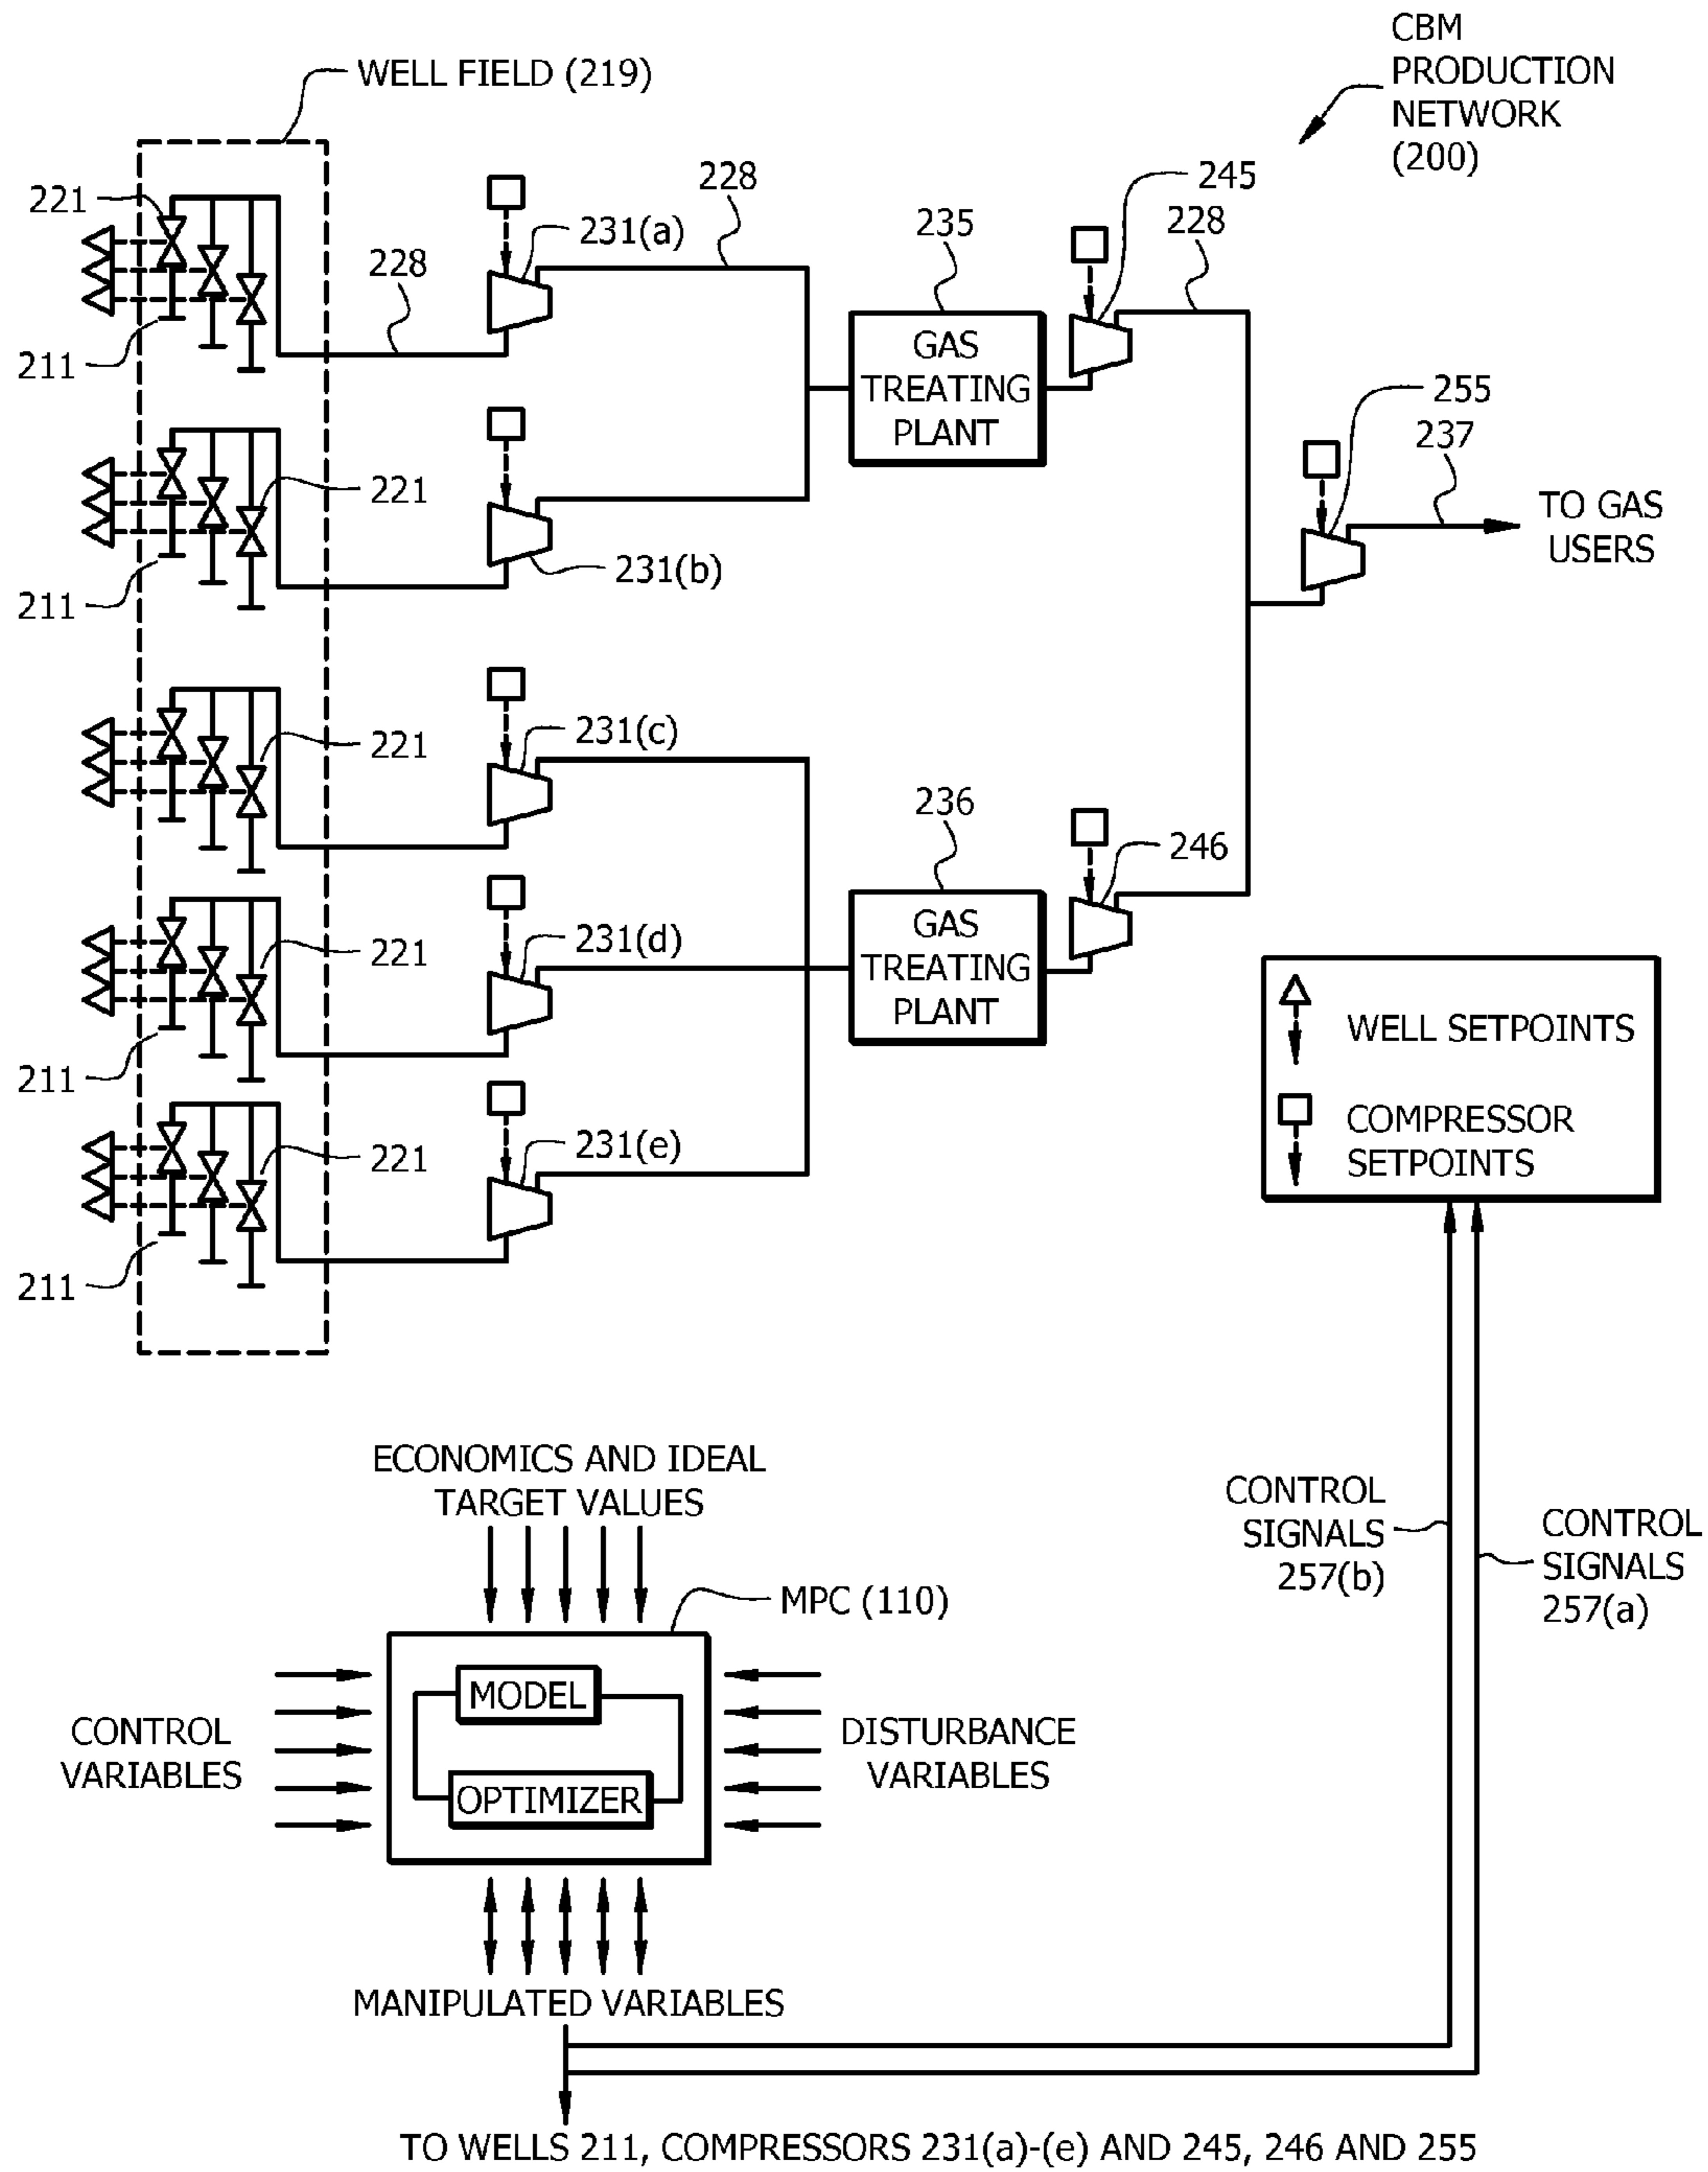 CBM
PRODUCTION
NETWORK
(200)
WELL FIELD (219)
221
228
245
228
231(a)
235
228
211
GAS
TREATING
PLANT
255
237
221
TO GAS
USERS
231(b)
211
231(c)
221
236
246
231(d)
221
GAS
TREATING
PLANT
WELL SETPOINTS
211
COMPRESSOR
SETPOINTS
231(e)
221
211
ECONOMICS AND IDEAL
TARGET VALUES
CONTROL
SIGNALS
257(b)
CONTROL
SIGNALS
257(a)
MPC (110)
MODEL
CONTROL
VARIABLES
DISTURBANCE
VARIABLES
OPTIMIZER
MANIPULATED VARIABLES
TO WELLS 211, COMPRESSORS 231(a)-(e) AND 245, 246 AND 255